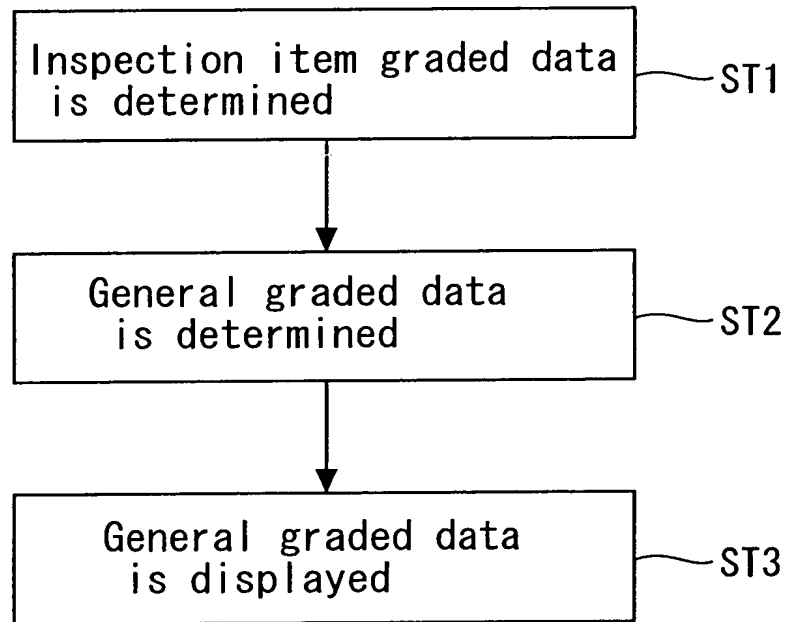 Inspection item graded data
is determined
ST1
General graded data
is determined
ST2
General graded data
is displayed
ST3